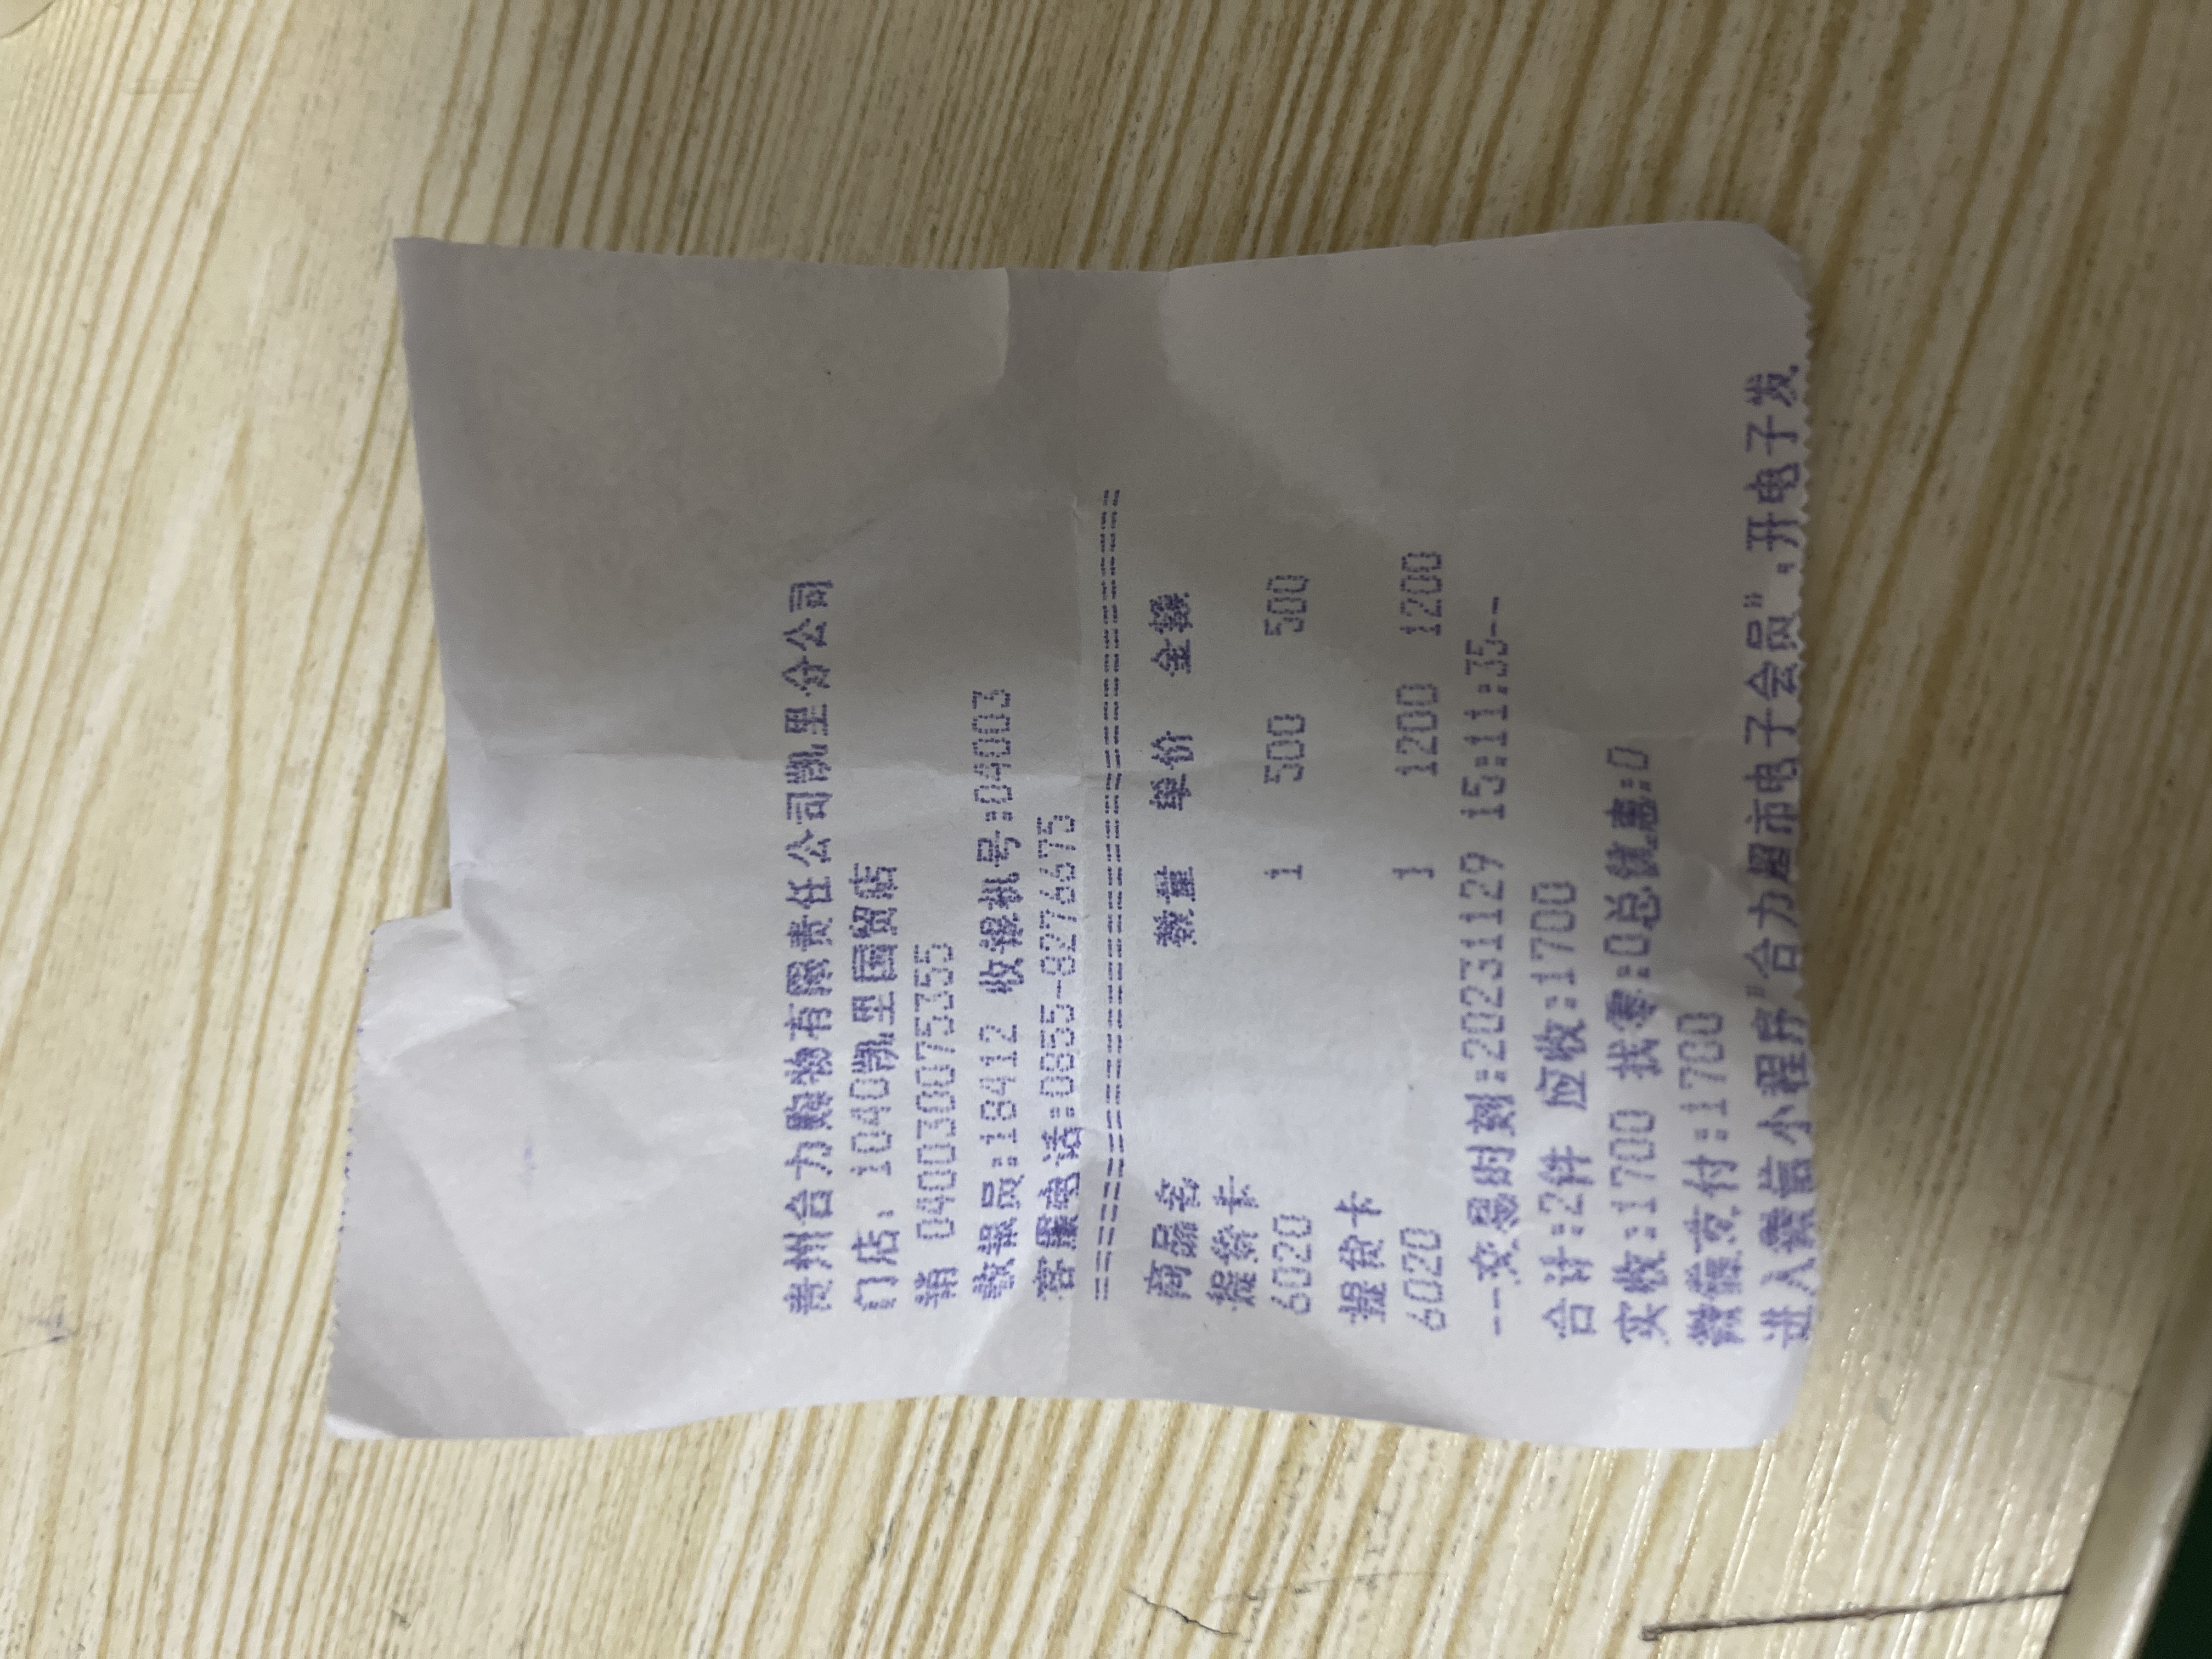 贵州合力购物有限责任公司凯里分公司
门店: 1040凯里国贸店
销 040030075355
收银员:18412 收银机号:04003
客服电话:0855-8276675
======================================
商品名 数量 单价 金额
提货卡
6020 1 500 500
提货卡
6020 1 1200 1200
--交易时刻:20231129 15:11:35--
合计:2件 应收:1700
实收:1700 找零:0总优惠:0
微信支付:1700
进入微信小程序"合力超市电子会员",开电子发